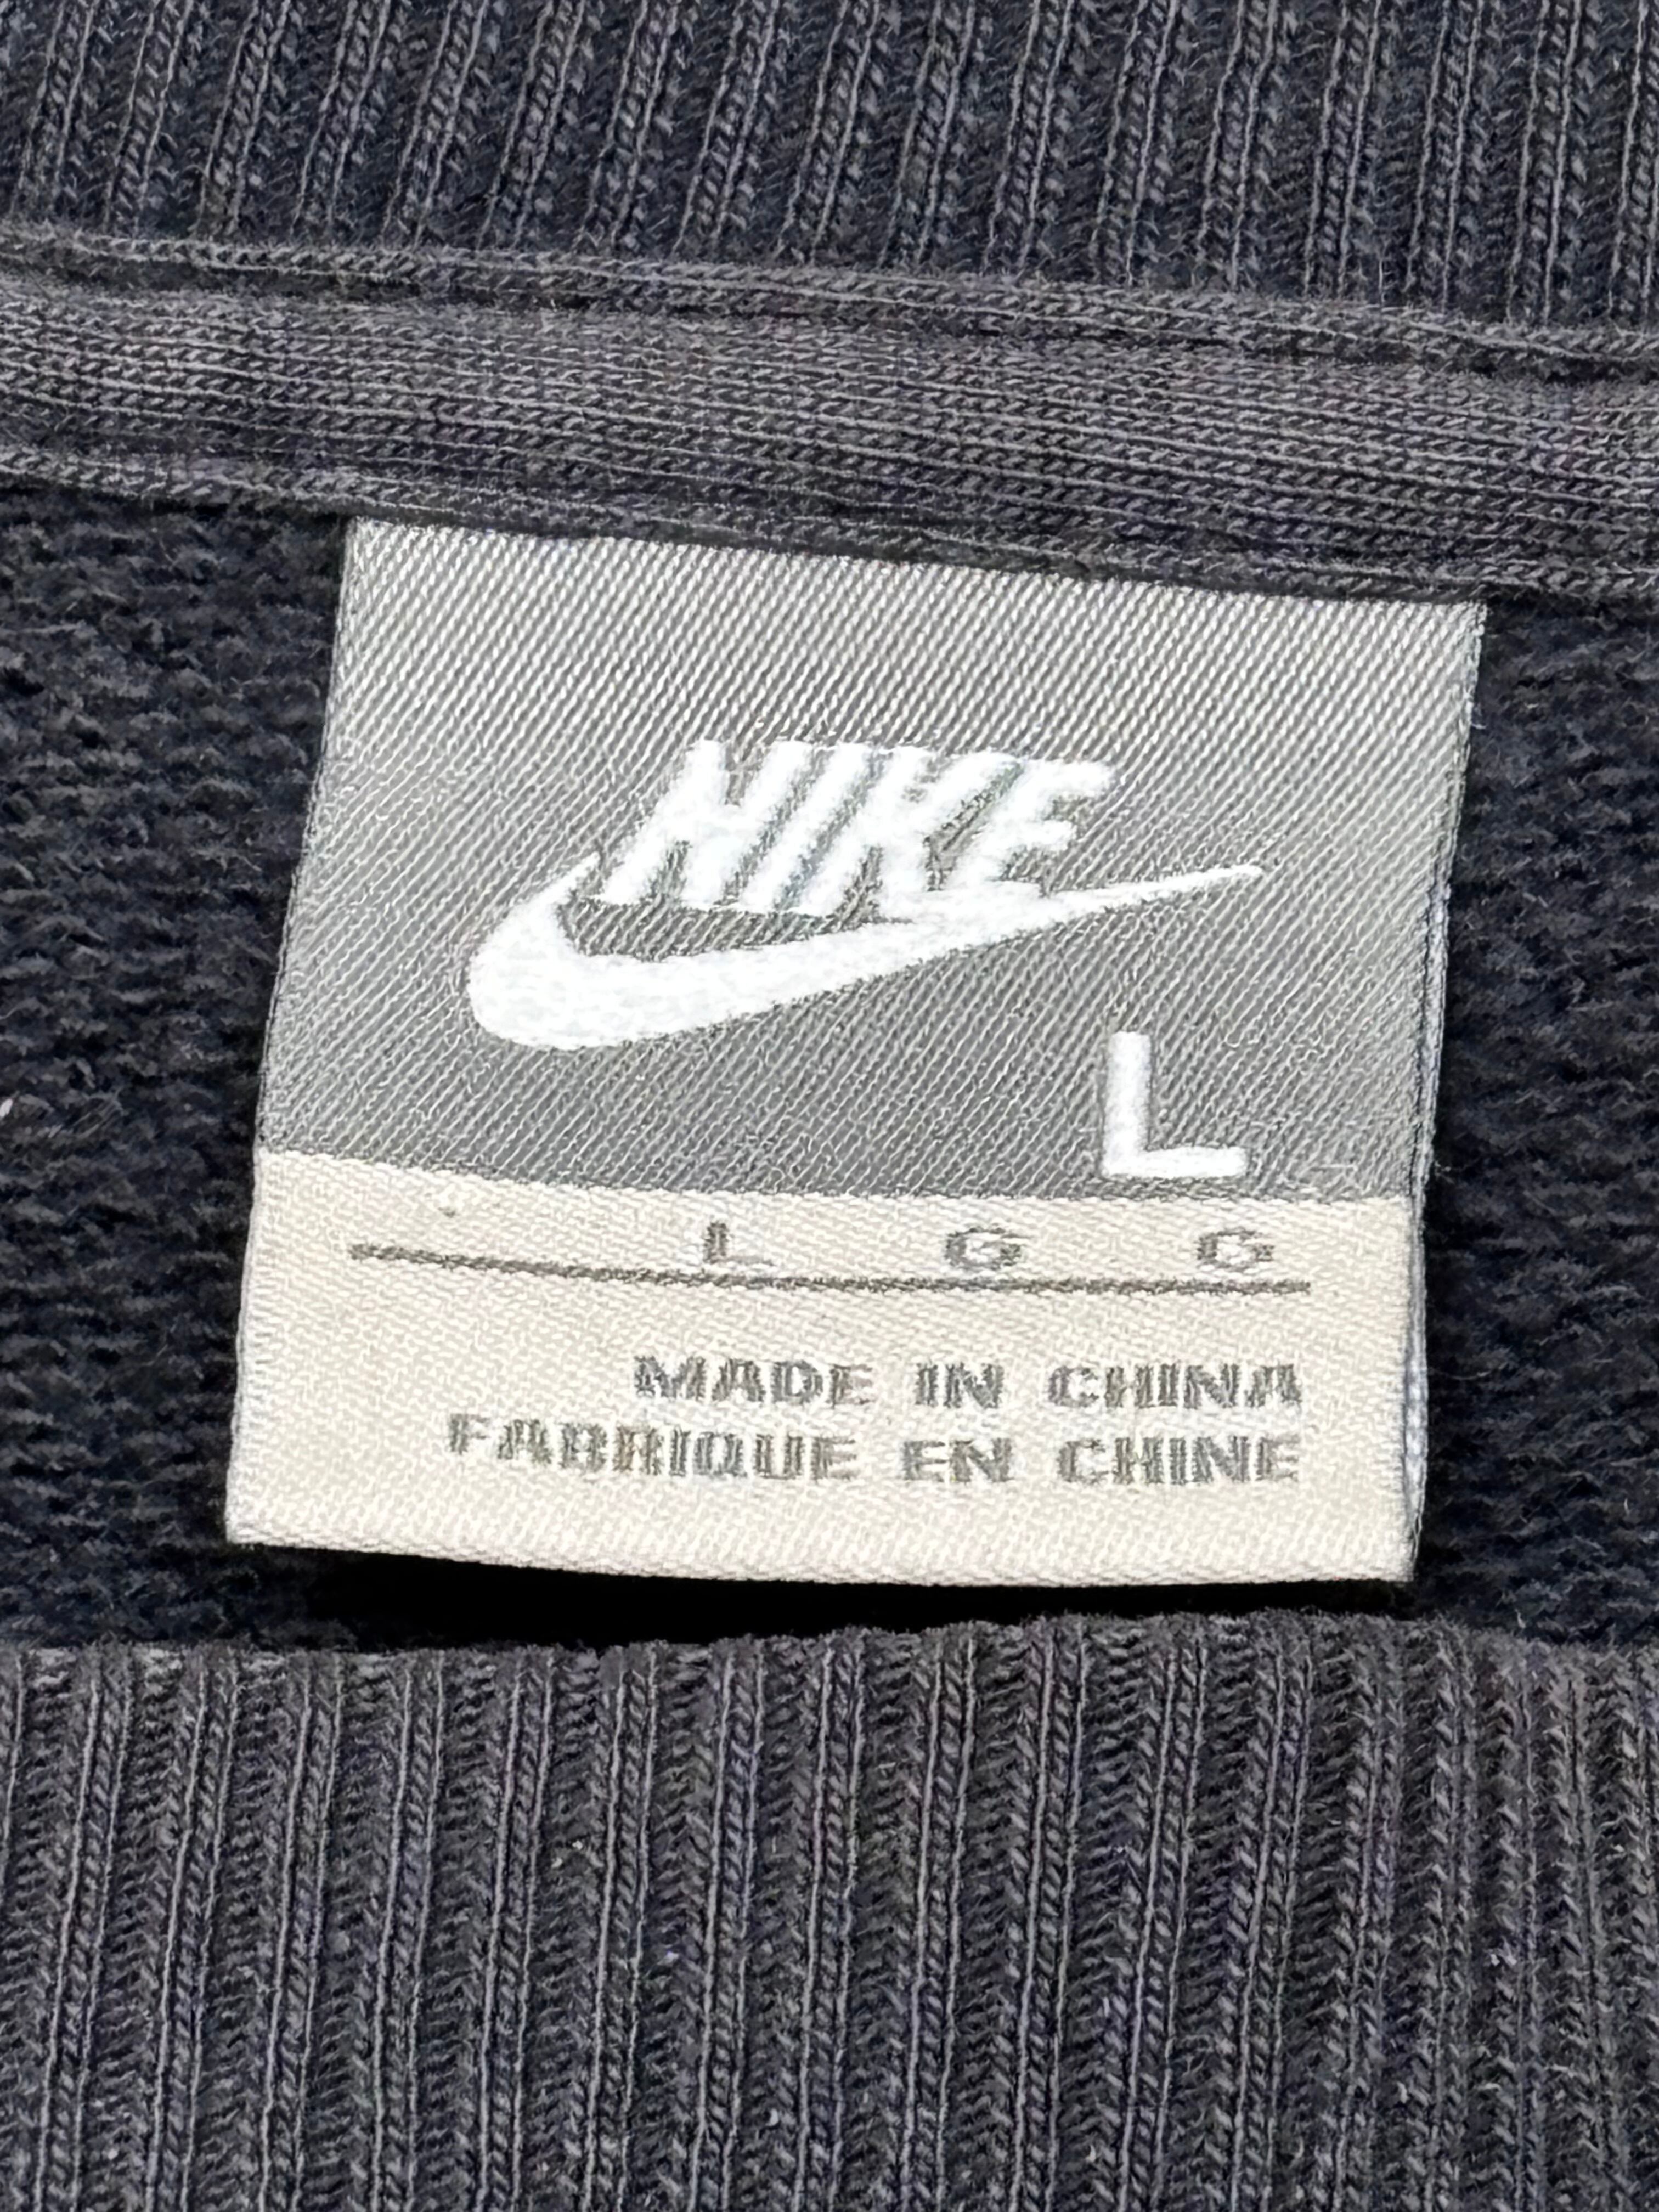 NIKE
L
L G G
MADE IN CHINA
FABRIQUE EN CHINE